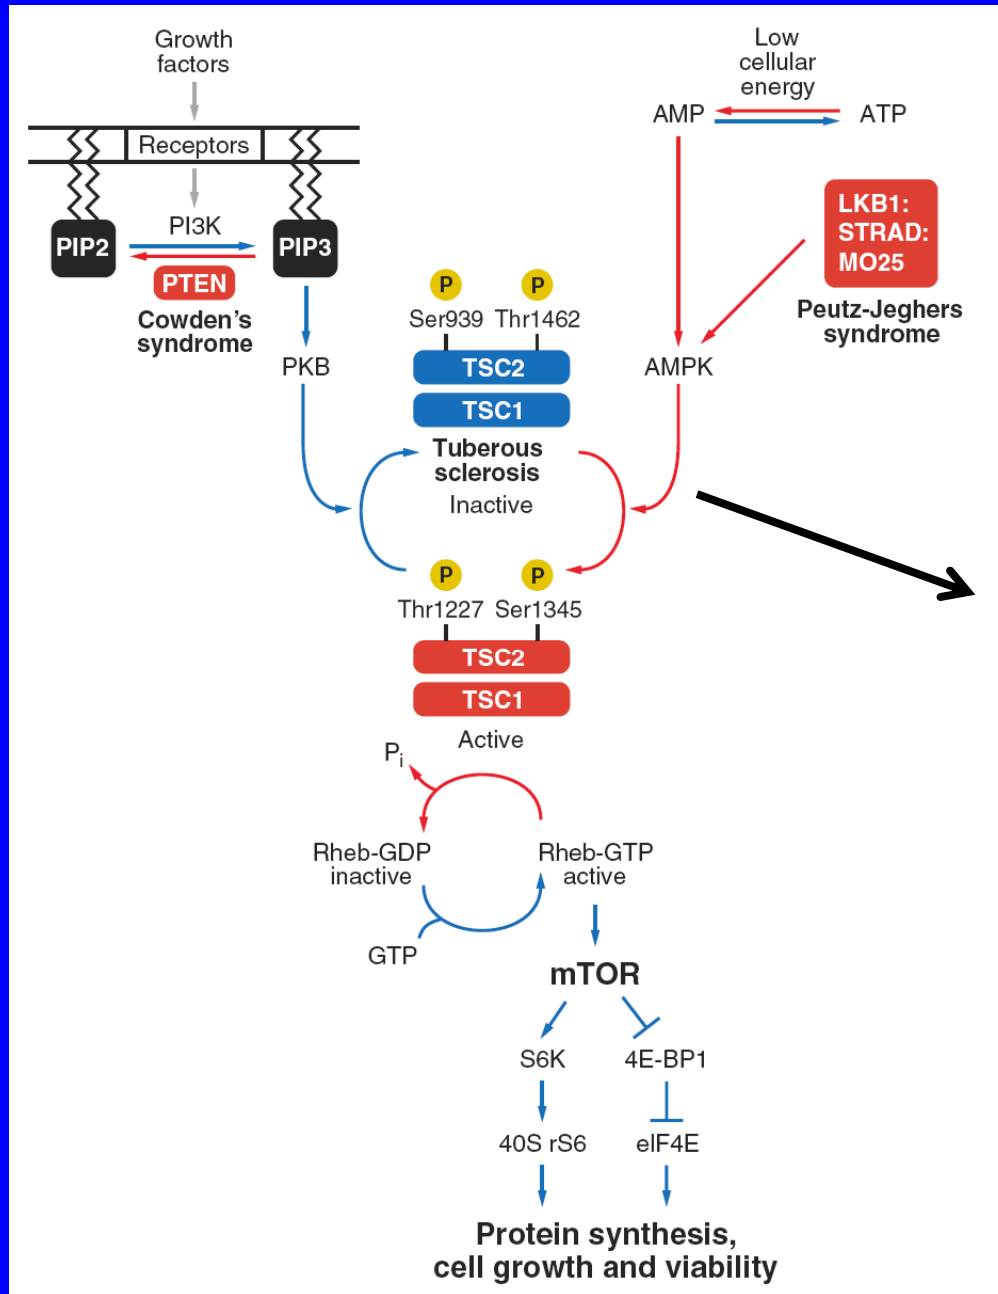 Growth
factors
Receptors
PI3K
PIP2
PIP3
PTEN
Cowden's
syndrome
PKB
Low
cellular
energy
AMP
ATP
LKB1:
STRAD:
MO25
Peutz-Jeghers
syndrome
AMPK
P
P
Ser939
Thr1462
TSC2
TSC1
Tuberous
sclerosis
Inactive
P
P
Thr1227
Ser1345
TSC2
TSC1
Active
Pi
Rheb-GDP
inactive
Rheb-GTP
active
GTP
mTOR
S6K
4E-BP1
40S rS6
eIF4E
Protein synthesis,
cell growth and viability